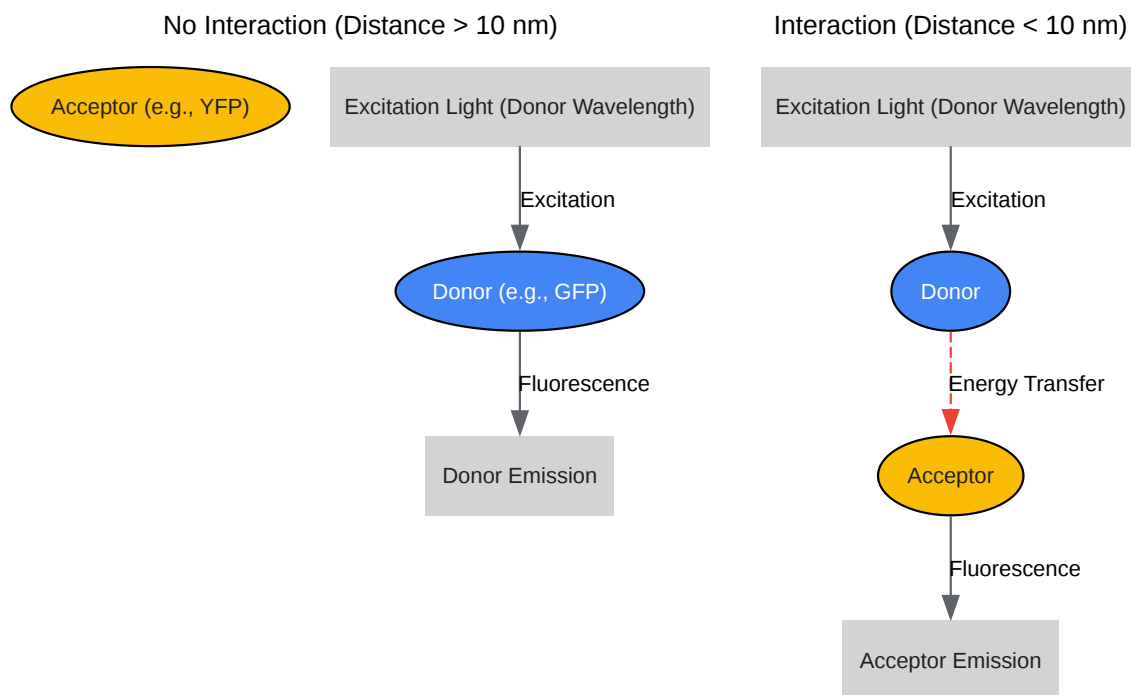 No Interaction (Distance > 10 nm)
Acceptor (e.g., YFP)
Excitation Light (Donor Wavelength)
Excitation
Donor (e.g., GFP)
Fluorescence
Donor Emission
Interaction (Distance < 10 nm)
Excitation Light (Donor Wavelength)
Excitation
Donor
Energy Transfer
Acceptor
Fluorescence
Acceptor Emission